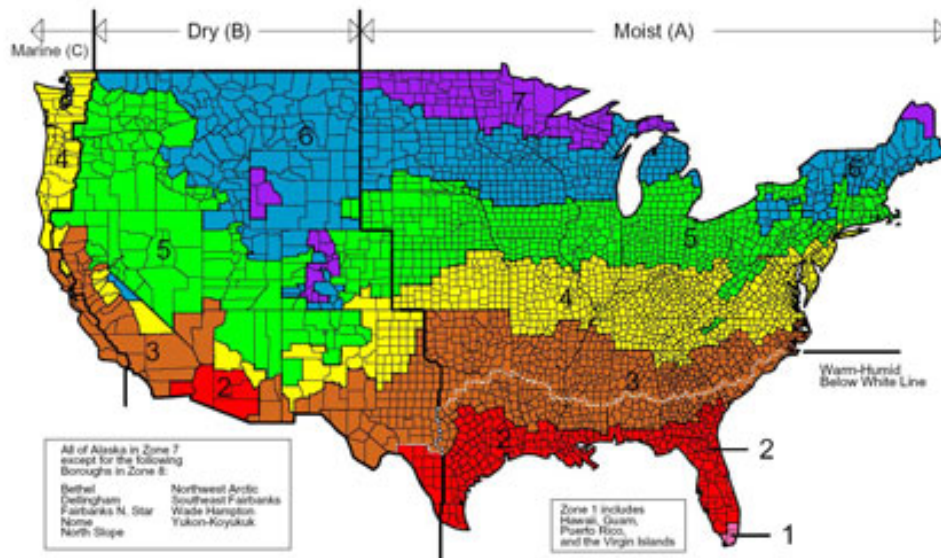 Marine (C)
Dry (B)
Moist (A)
7
6
6
4
5
5
4
3
3
2
2
Warm-Humid
Below White Line
2
1
All of Alaska in Zone 7
except for the following
Boroughs in Zone 8:
Bethel Northwest Arctic
Dellingham Southeast Fairbanks
Fairbanks N. Star Wade Hampton
Nome Yukon-Koyukuk
North Slope
Zone 1 includes
Hawaii, Guam,
Puerto Rico,
and the Virgin Islands